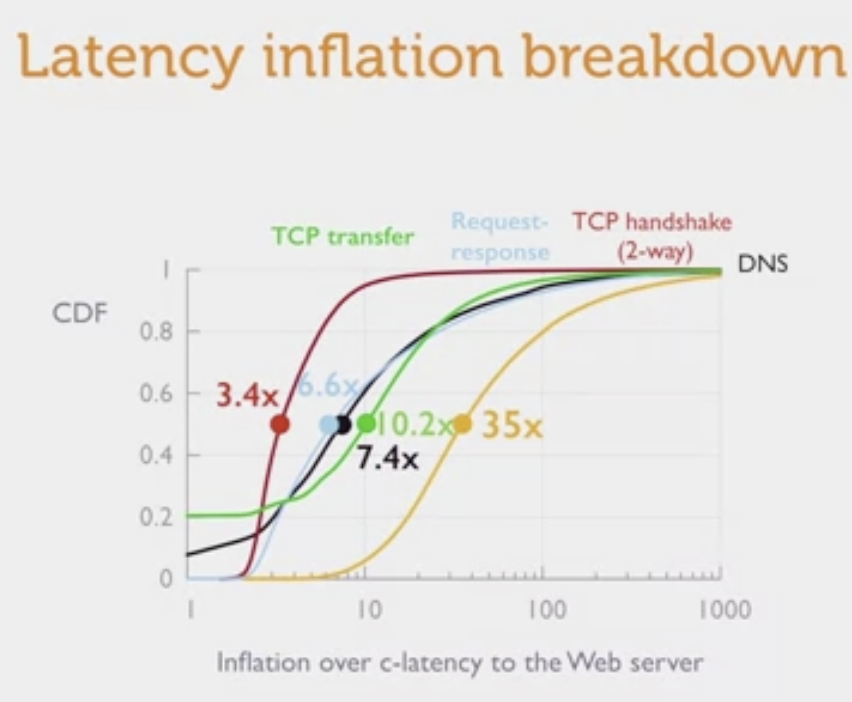 Latency inflation breakdown
TCP transfer
Request-
response
TCP handshake
(2-way)
DNS
CDF
1
0.8
0.6
0.4
0.2
0
3.4x
6.6x
10.2x
7.4x
35x
1
10
100
1000
Inflation over c-latency to the Web server